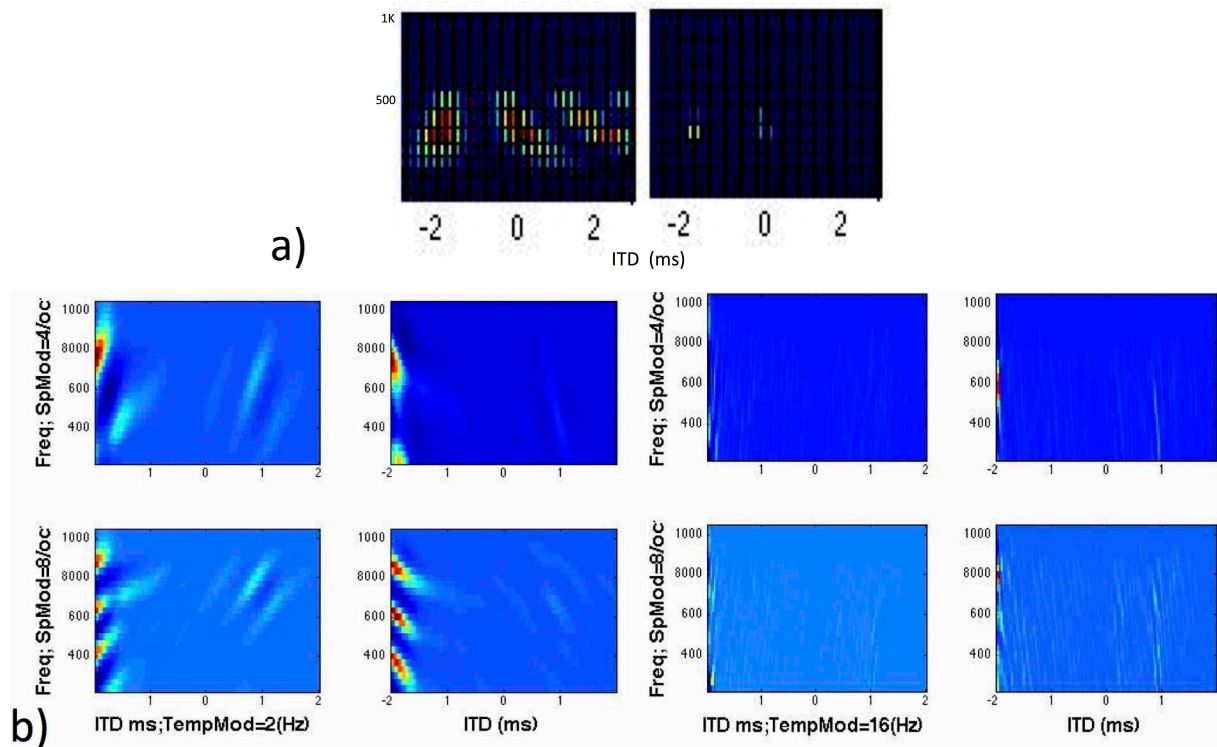 1K
500
-2 0 2
-2 0 2
a)
ITD (ms)
Freq; SpMod=4/oc
1000
8000
600
400
1 0 1 2
1000
8000
600
400
-2 1 0 1
Freq; SpMod=4/oc
1000
8000
600
400
1 0 1 2
1000
8000
600
400
-2 1 0 1
Freq; SpMod=8/oc
1000
8000
600
400
1 0 1 2
1000
8000
600
400
-2 1 0 1
Freq; SpMod=8/oc
1000
8000
600
400
1 0 1 2
1000
8000
600
400
-2 1 0 1
b)
ITD ms;TempMod=2(Hz)
ITD (ms)
ITD ms;TempMod=16(Hz)
ITD (ms)